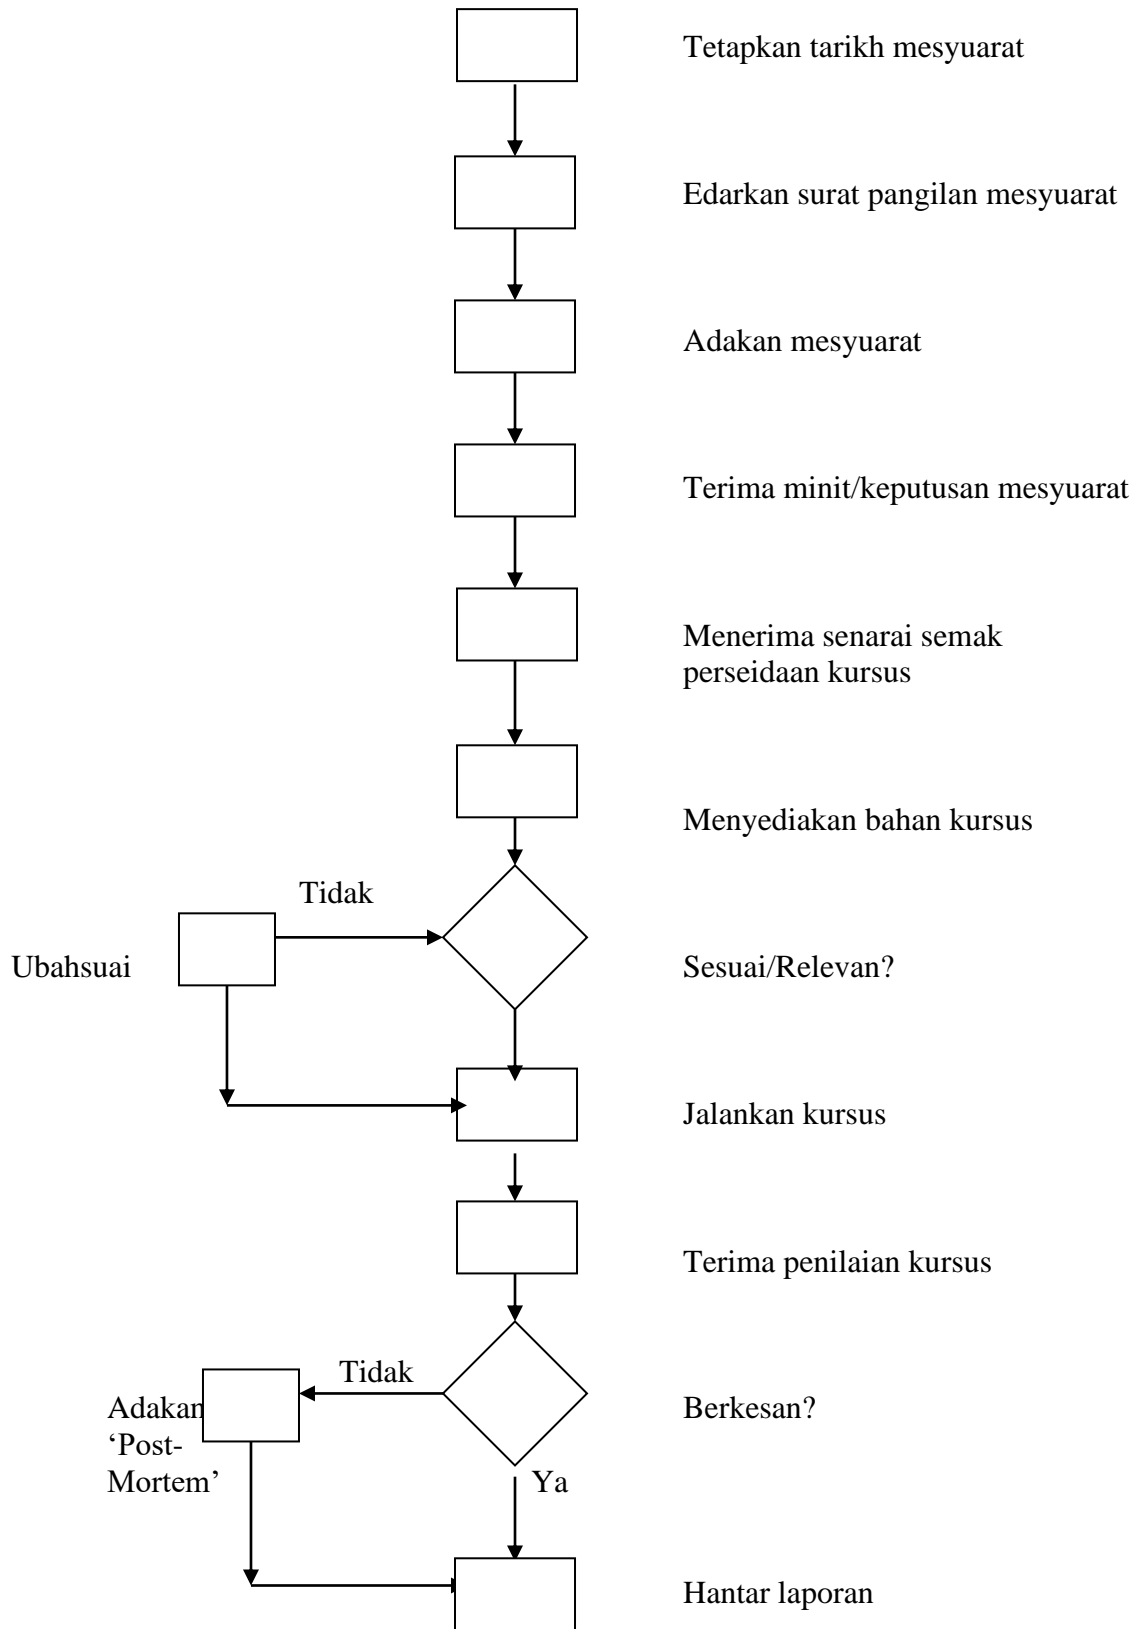 Tetapkan tarikh mesyuarat
Edarkan surat pangilan mesyuarat
Adakan mesyuarat
Terima minit/keputusan mesyuarat
Menerima senarai semak
perseidaan kursus
Menyediakan bahan kursus
Tidak
Ubahsuai
Sesuai/Relevan?
Jalankan kursus
Terima penilaian kursus
Tidak
Adakan
‘Post-
Mortem’
Berkesan?
Ya
Hantar laporan